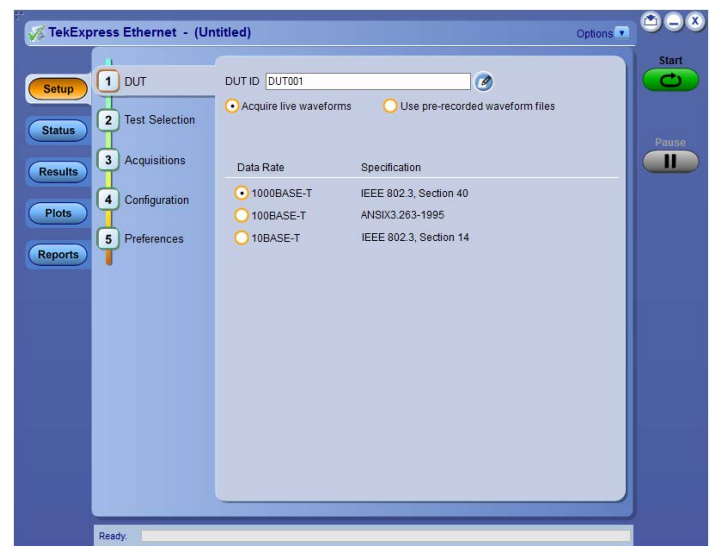 TekExpress Ethernet - (Untitled)
Options
Start
Setup
Status
Results
Plots
Reports
1 DUT
2 Test Selection
3 Acquisitions
4 Configuration
5 Preferences
DUT ID DUT001
Acquire live waveforms Use pre-recorded waveform files
Data Rate Specification
1000BASE-T IEEE 802.3, Section 40
100BASE-T ANSIX3.263-1995
10BASE-T IEEE 802.3, Section 14
Pause
Ready.